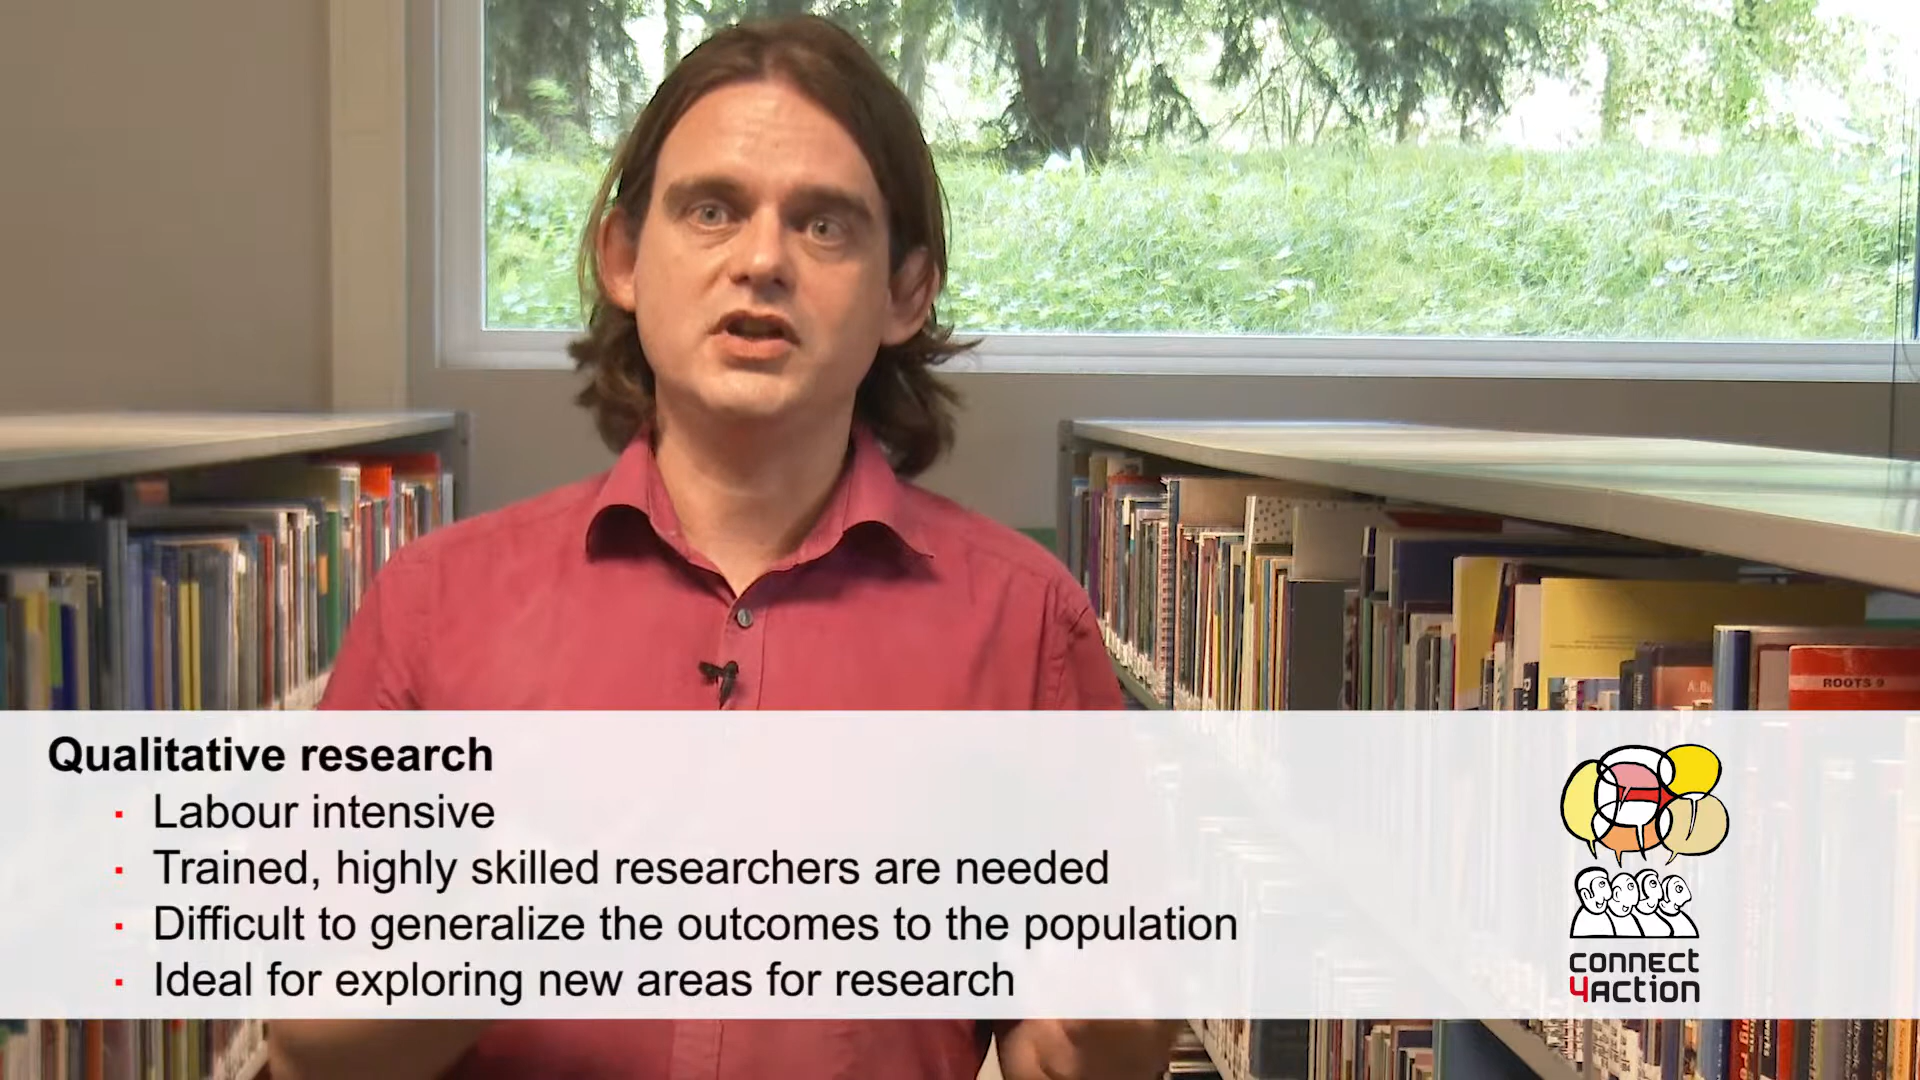 ROOTS 9
Qualitative research
· Labour intensive
· Trained, highly skilled researchers are needed
· Difficult to generalize the outcomes to the population
· Ideal for exploring new areas for research
connect
4action